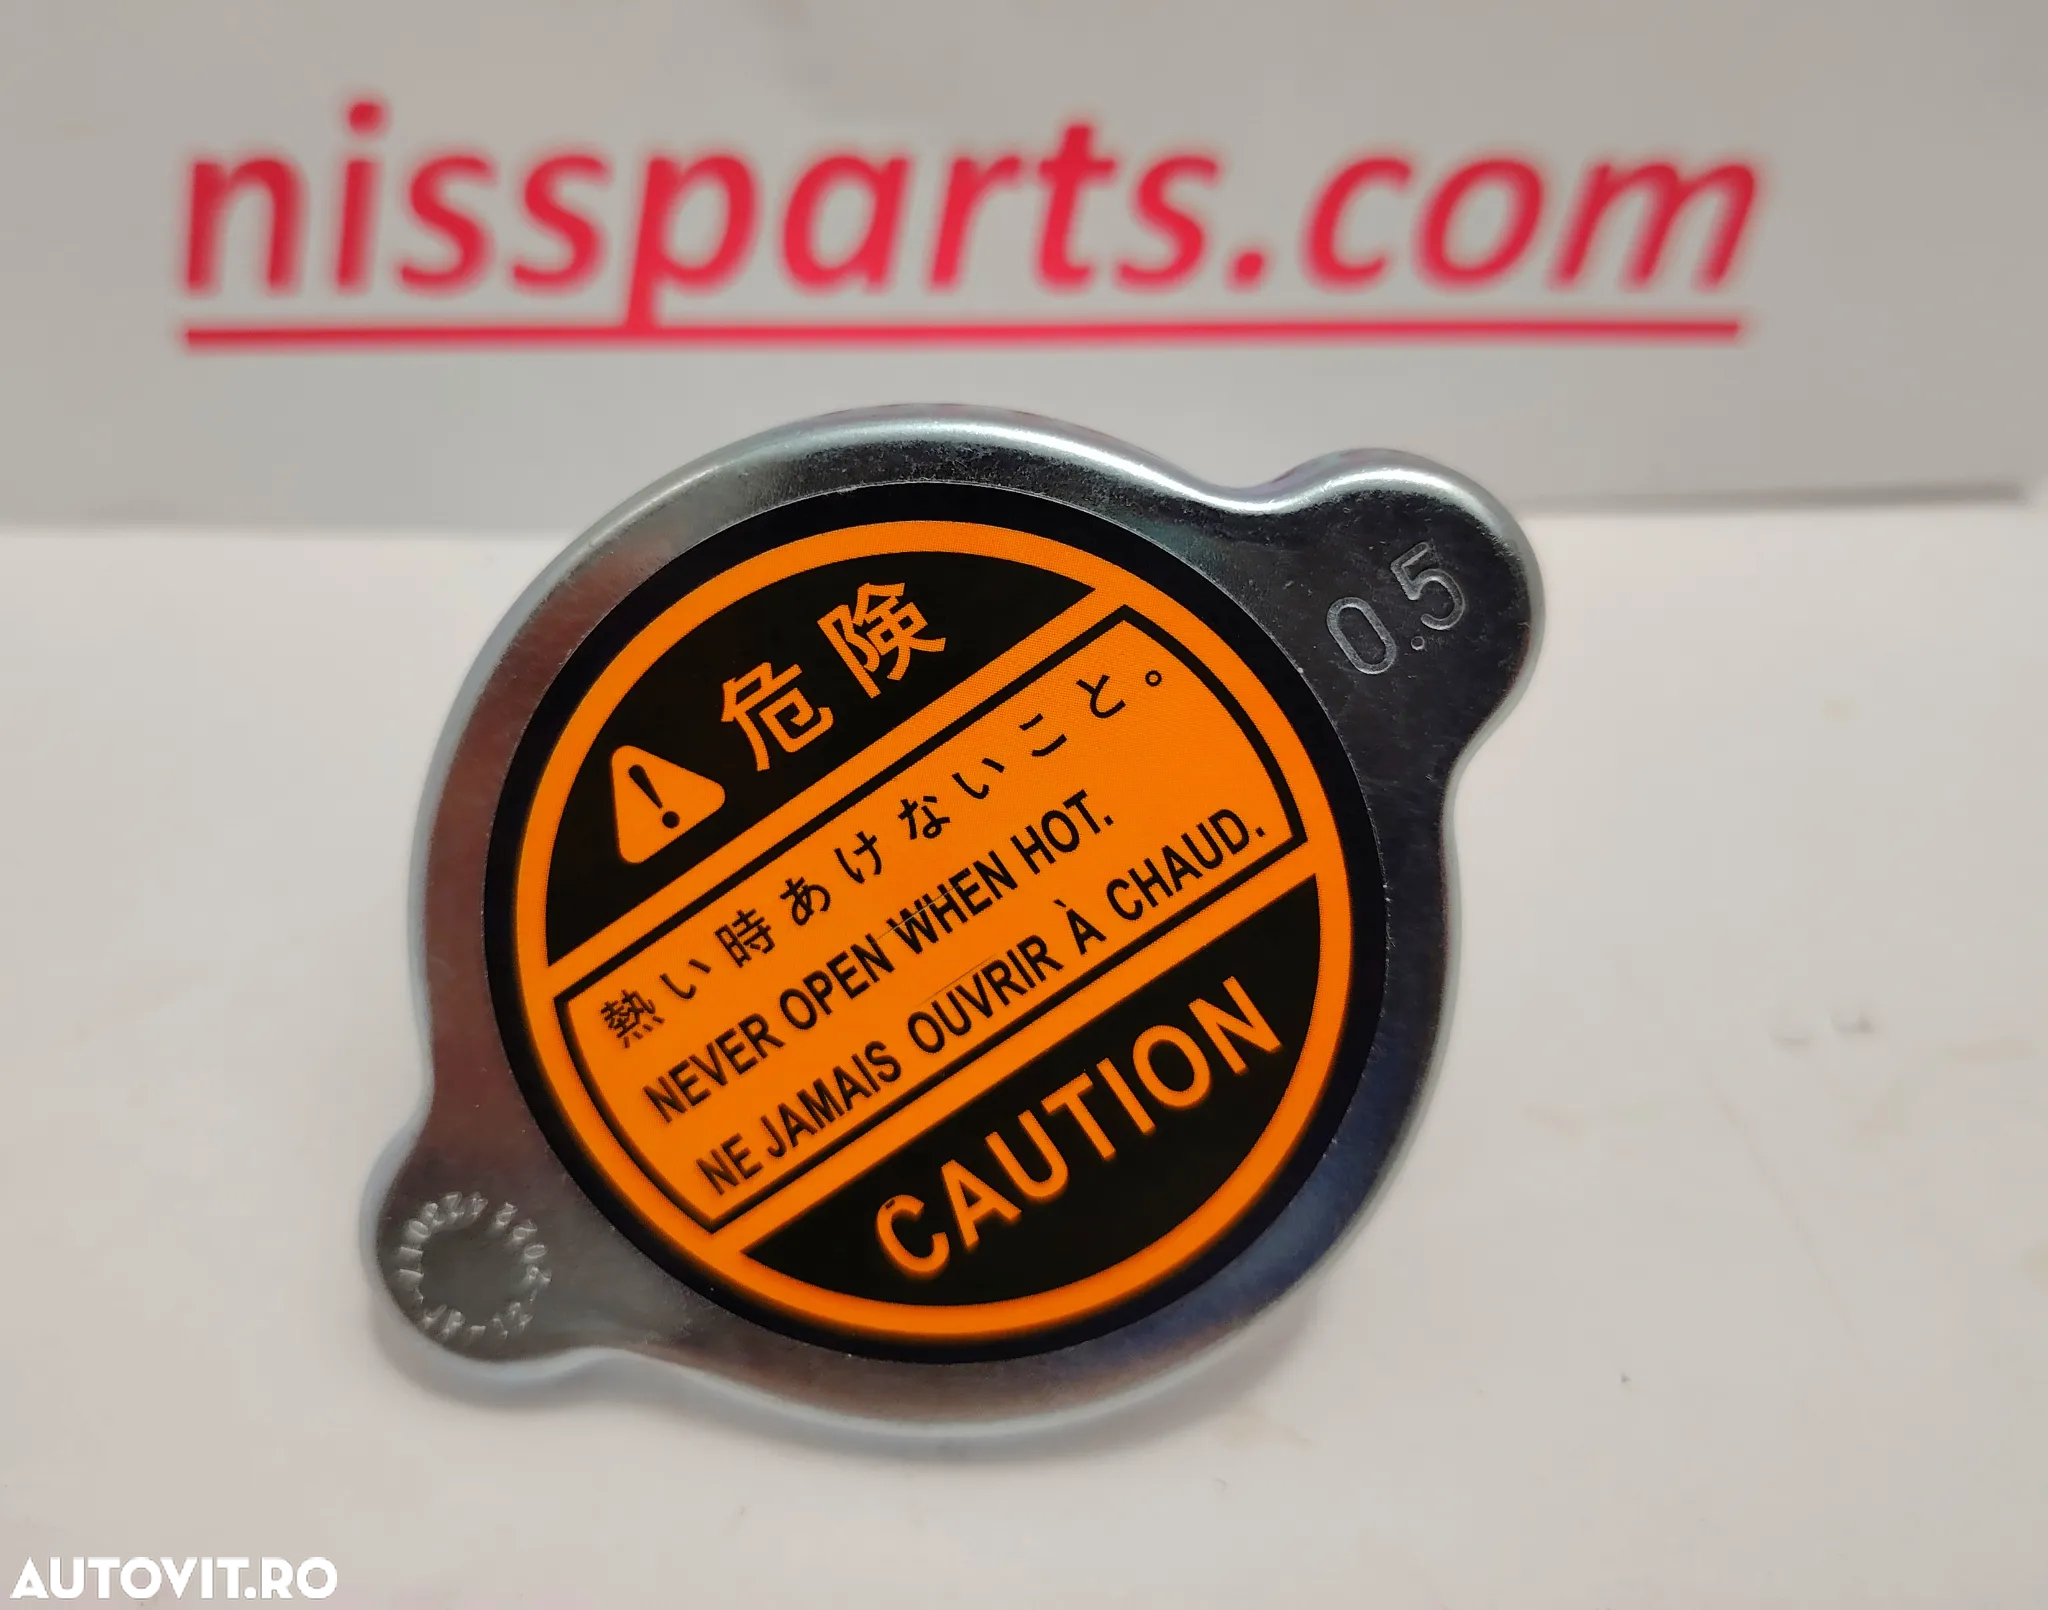 nissparts.com
0.5
危険
熱い時あけないこと。
NEVER OPEN WHEN HOT.
NE JAMAIS OUVRIR À CHAUD.
CAUTION
AUTOVIT.RO